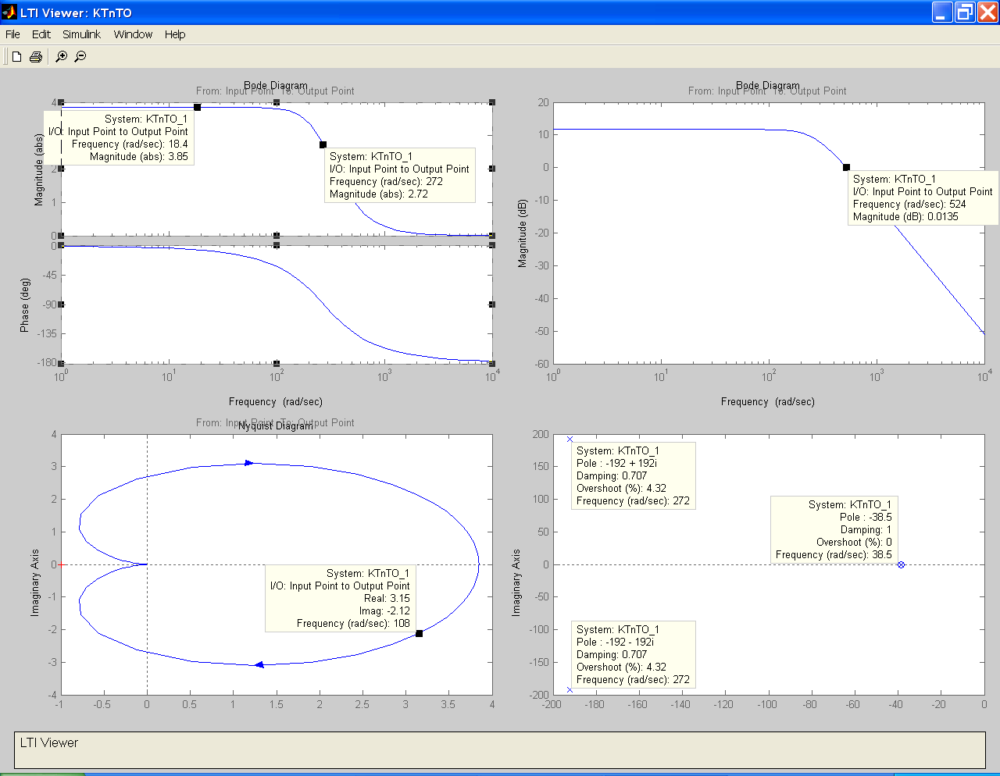 LTI Viewer: KTnTO
File Edit Simulink Window Help
Bode Diagram
From: Input Point To: Output Point
Magnitude (abs)
4
2
1
0
System: KTnTO_1
I/O: Input Point to Output Point
Frequency (rad/sec): 18.4
Magnitude (abs): 3.85
System: KTnTO_1
I/O: Input Point to Output Point
Frequency (rad/sec): 272
Magnitude (abs): 2.72
Phase (deg)
0
-45
-90
-135
-180
10^0 10^1 10^2 10^3 10^4
Frequency (rad/sec)
Bode Diagram
From: Input Point To: Output Point
Magnitude (dB)
20
10
0
-10
-20
-30
-40
-50
-60
System: KTnTO_1
I/O: Input Point to Output Point
Frequency (rad/sec): 524
Magnitude (dB): 0.0135
10^0 10^1 10^2 10^3 10^4
Frequency (rad/sec)
From: Input Point To: Output Point
Nyquist Diagram
Imaginary Axis
4
3
2
1
0
-1
-2
-3
-4
System: KTnTO_1
I/O: Input Point to Output Point
Real: 3.15
Imag: -2.12
Frequency (rad/sec): 108
-1 -0.5 0 0.5 1 1.5 2 2.5 3 3.5 4
Imaginary Axis
200
150
100
50
0
-50
-100
-150
-200
System: KTnTO_1
Pole : -192 + 192i
Damping: 0.707
Overshoot (%): 4.32
Frequency (rad/sec): 272
System: KTnTO_1
Pole : -38.5
Damping: 1
Overshoot (%): 0
Frequency (rad/sec): 38.5
System: KTnTO_1
Pole : -192 - 192i
Damping: 0.707
Overshoot (%): 4.32
Frequency (rad/sec): 272
-200 -180 -160 -140 -120 -100 -80 -60 -40 -20 0
LTI Viewer